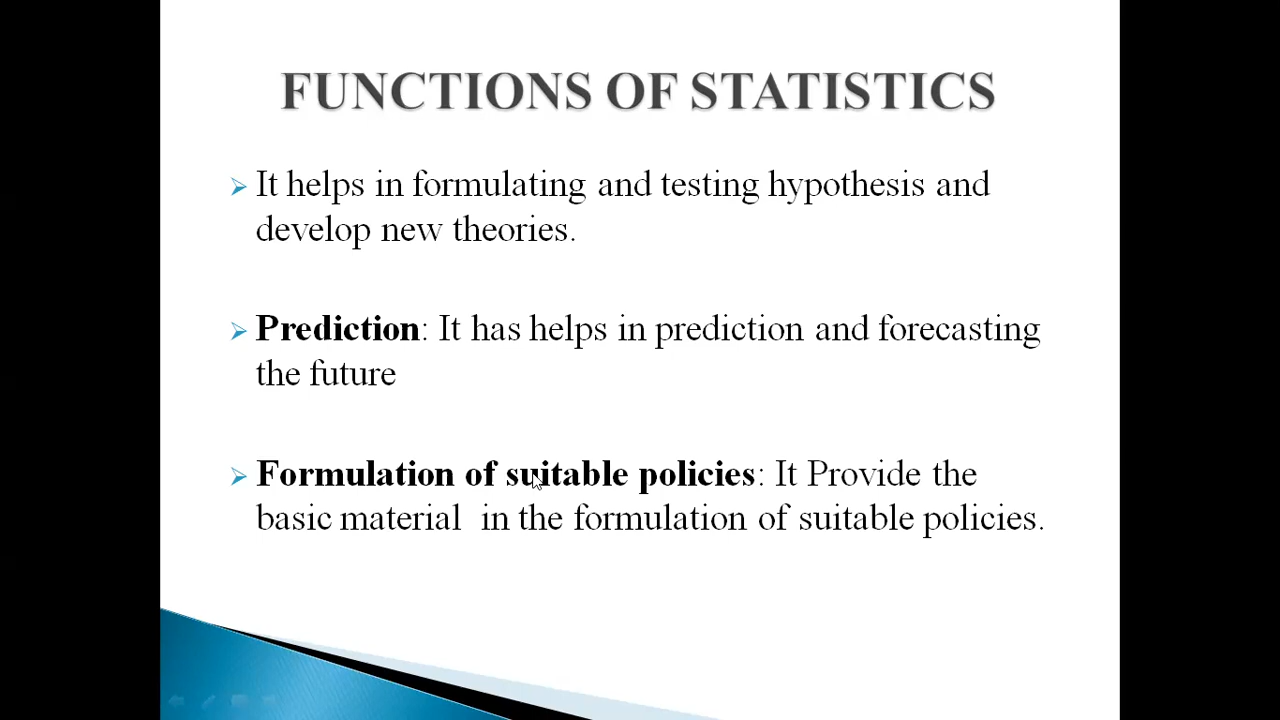 FUNCTIONS OF STATISTICS
It helps in formulating and testing hypothesis and
develop new theories.
Prediction: It has helps in prediction and forecasting
the future
Formulation of suitable policies: It Provide the
basic material in the formulation of suitable policies.